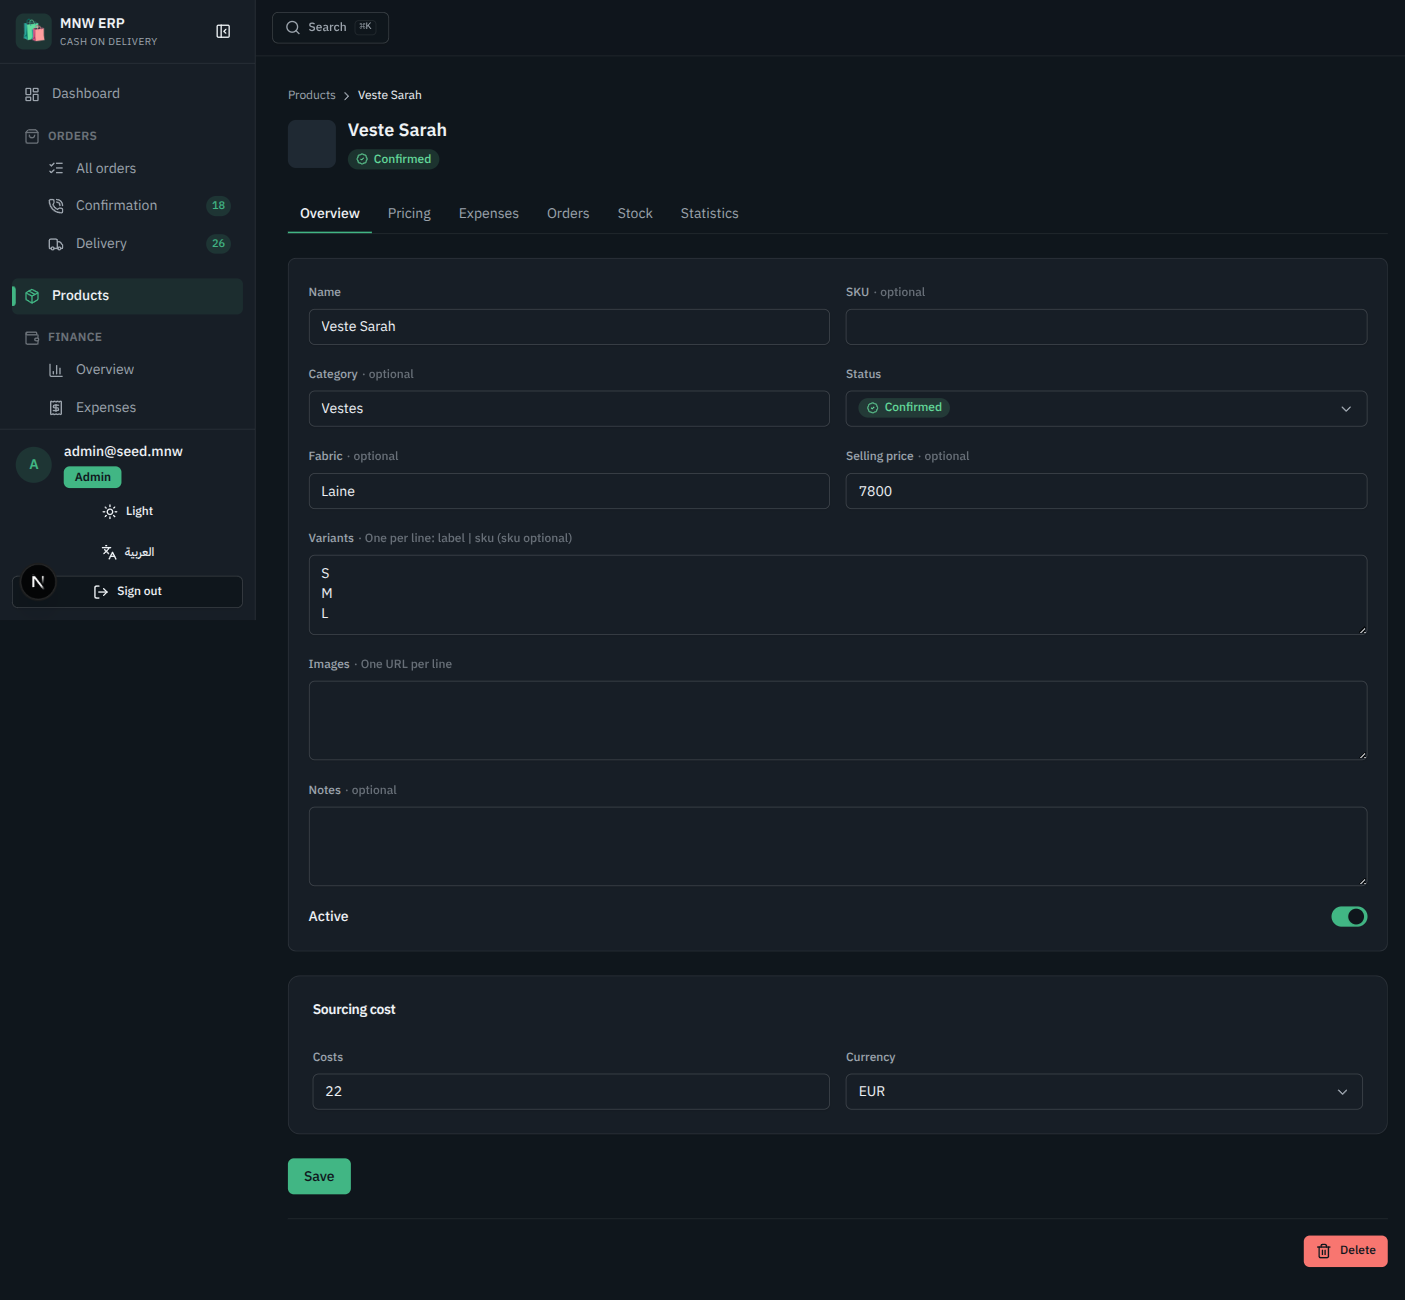 MNW ERP
CASH ON DELIVERY
Search ⌘K
Dashboard
ORDERS
All orders
Confirmation 18
Delivery 26
Products
FINANCE
Overview
Expenses
admin@seed.mnw
A
Admin
Light
العربية
N
Sign out
Products > Veste Sarah
Veste Sarah
Confirmed
Overview Pricing Expenses Orders Stock Statistics
Name
Veste Sarah
SKU · optional
Category · optional
Vestes
Status
Confirmed
Fabric · optional
Laine
Selling price · optional
7800
Variants · One per line: label | sku (sku optional)
S
M
L
Images · One URL per line
Notes · optional
Active
Sourcing cost
Costs
22
Currency
EUR
Save
Delete